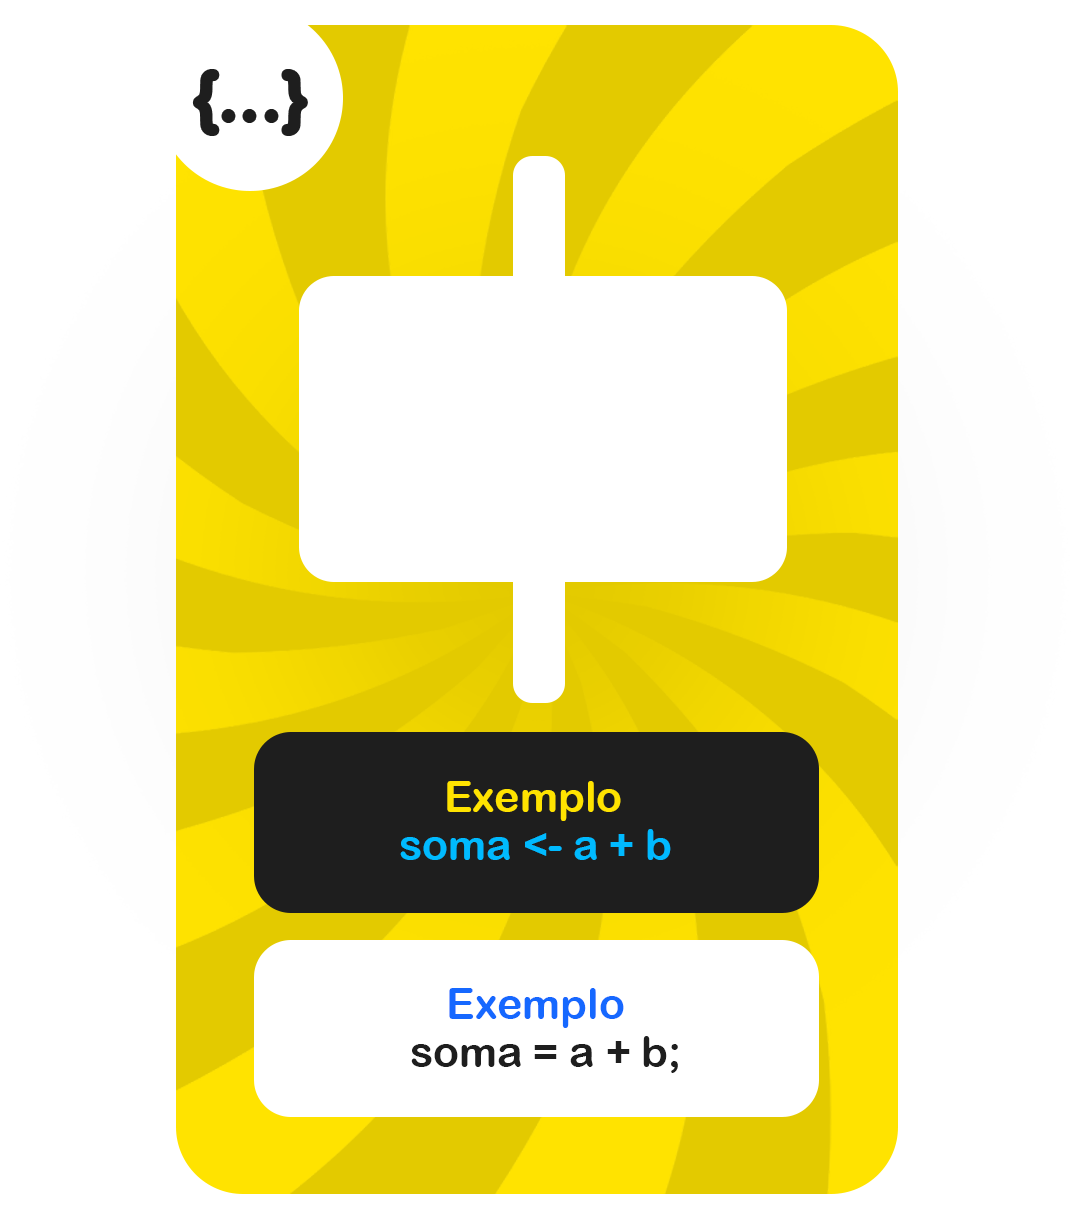 {...}
Exemplo
soma <- a + b
Exemplo
soma = a + b;